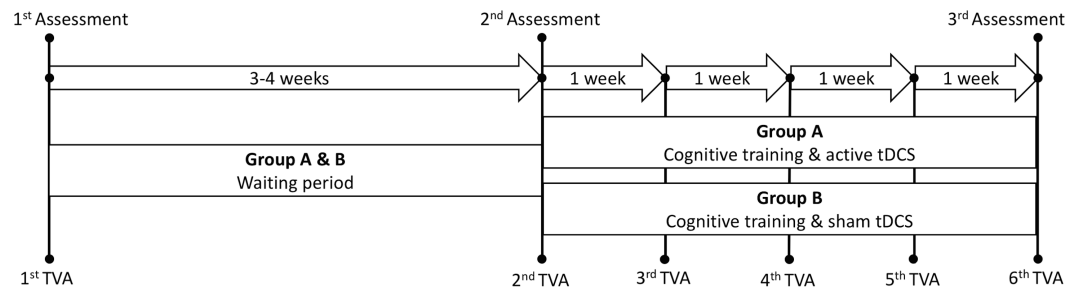 1st Assessment
2nd Assessment
3rd Assessment
3-4 weeks
1 week
1 week
1 week
1 week
Group A & B
Waiting period
Group A
Cognitive training & active tDCS
Group B
Cognitive training & sham tDCS
1st TVA
2nd TVA
3rd TVA
4th TVA
5th TVA
6th TVA